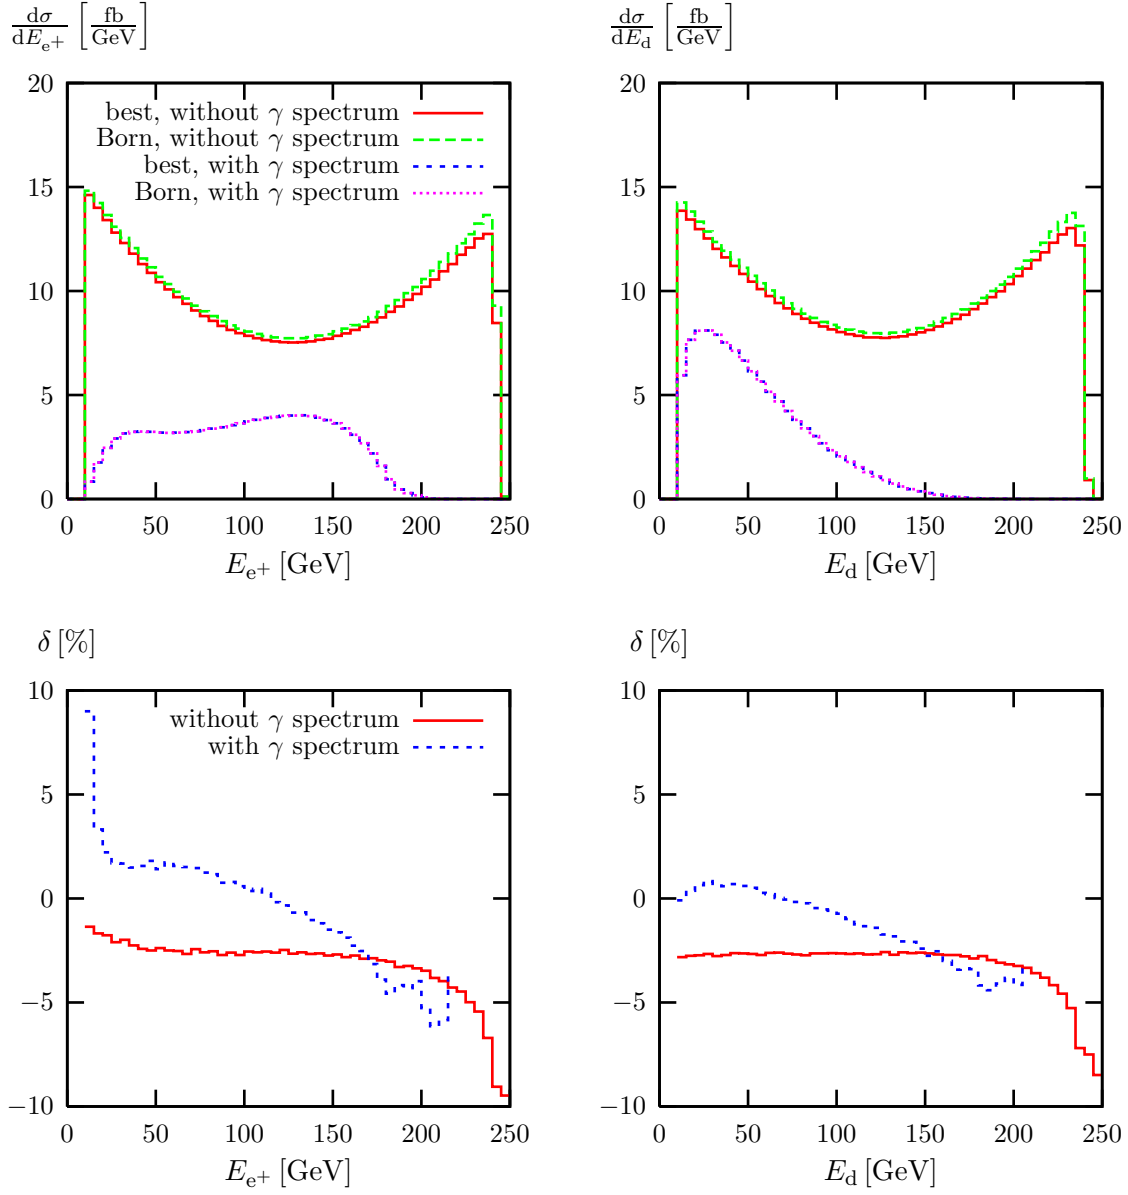 dσ/dE_e+ [fb/GeV]
20
15
10
5
0
best, without γ spectrum
Born, without γ spectrum
best, with γ spectrum
Born, with γ spectrum
0 50 100 150 200 250
E_e+ [GeV]
dσ/dE_d [fb/GeV]
20
15
10
5
0
0 50 100 150 200 250
E_d [GeV]
δ [%]
10
5
0
−5
−10
without γ spectrum
with γ spectrum
0 50 100 150 200 250
E_e+ [GeV]
δ [%]
10
5
0
−5
−10
0 50 100 150 200 250
E_d [GeV]